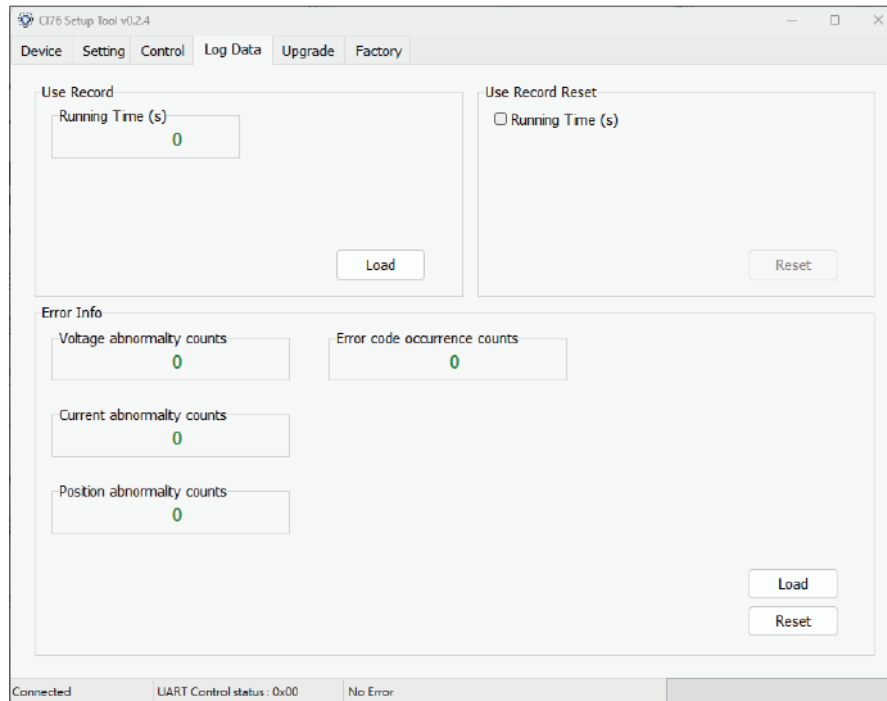 CI76 Setup Tool v0.2.4
Device Setting Control Log Data Upgrade Factory
Use Record
Running Time (s)
0
Load
Use Record Reset
Running Time (s)
Reset
Error Info
Voltage abnormality counts
0
Error code occurrence counts
0
Current abnormality counts
0
Position abnormality counts
0
Load
Reset
Connected UART Control status : 0x00 No Error